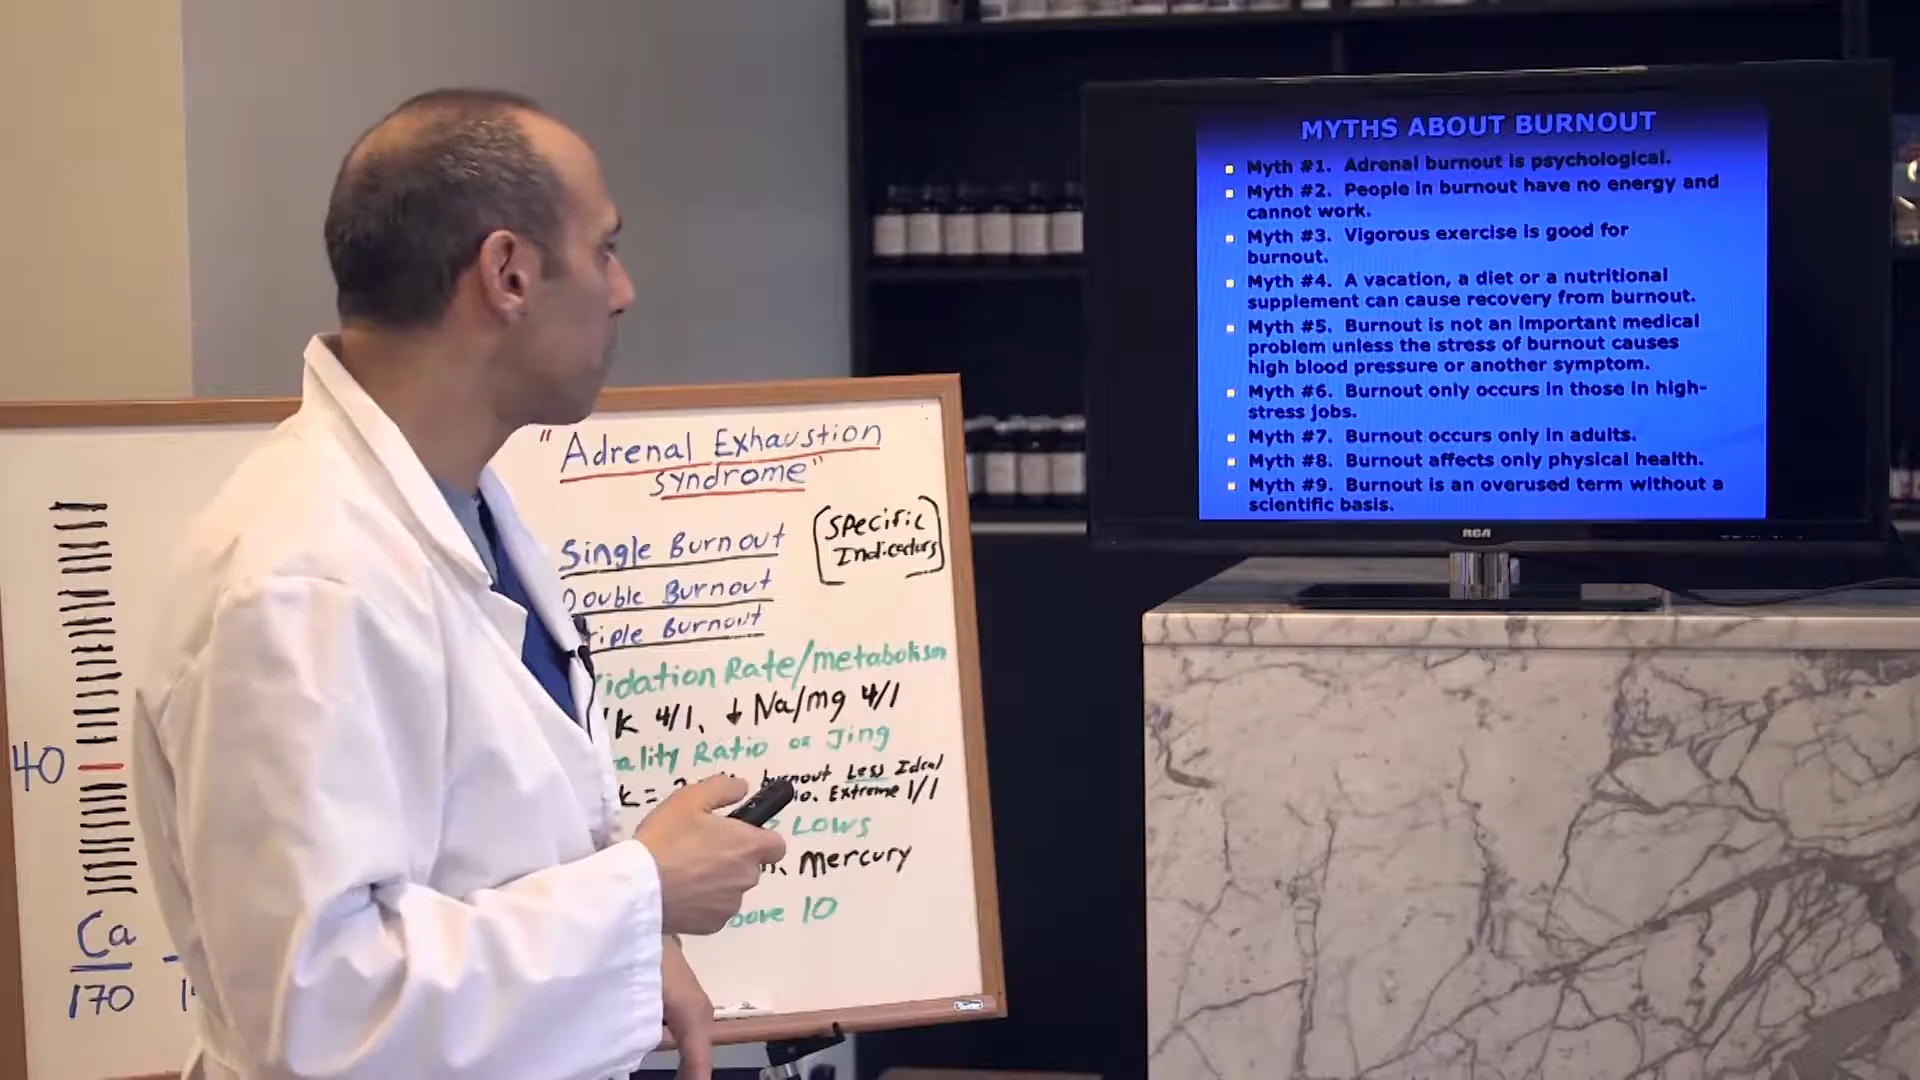 MYTHS ABOUT BURNOUT
Myth #1. Adrenal burnout is psychological.
Myth #2. People in burnout have no energy and
cannot work.
Myth #3. Vigorous exercise is good for
burnout.
Myth #4. A vacation, a diet or a nutritional
supplement can cause recovery from burnout.
Myth #5. Burnout is not an important medical
problem unless the stress of burnout causes
high blood pressure or another symptom.
Myth #6. Burnout only occurs in those in high-
stress jobs.
Myth #7. Burnout occurs only in adults.
Myth #8. Burnout affects only physical health.
Myth #9. Burnout is an overused term without a
scientific basis.
RCA
"Adrenal Exhaustion
Syndrome"
Specific
Indicators
Single Burnout
Double Burnout
riple Burnout
idation Rate/metabolism
k 4/1, ↓ Na/mg 4/1
ality Ratio or Jing
k = burnout Less Ideal
io. Extreme 1/1
Lows
Mercury
bove 10
40
Ca
170